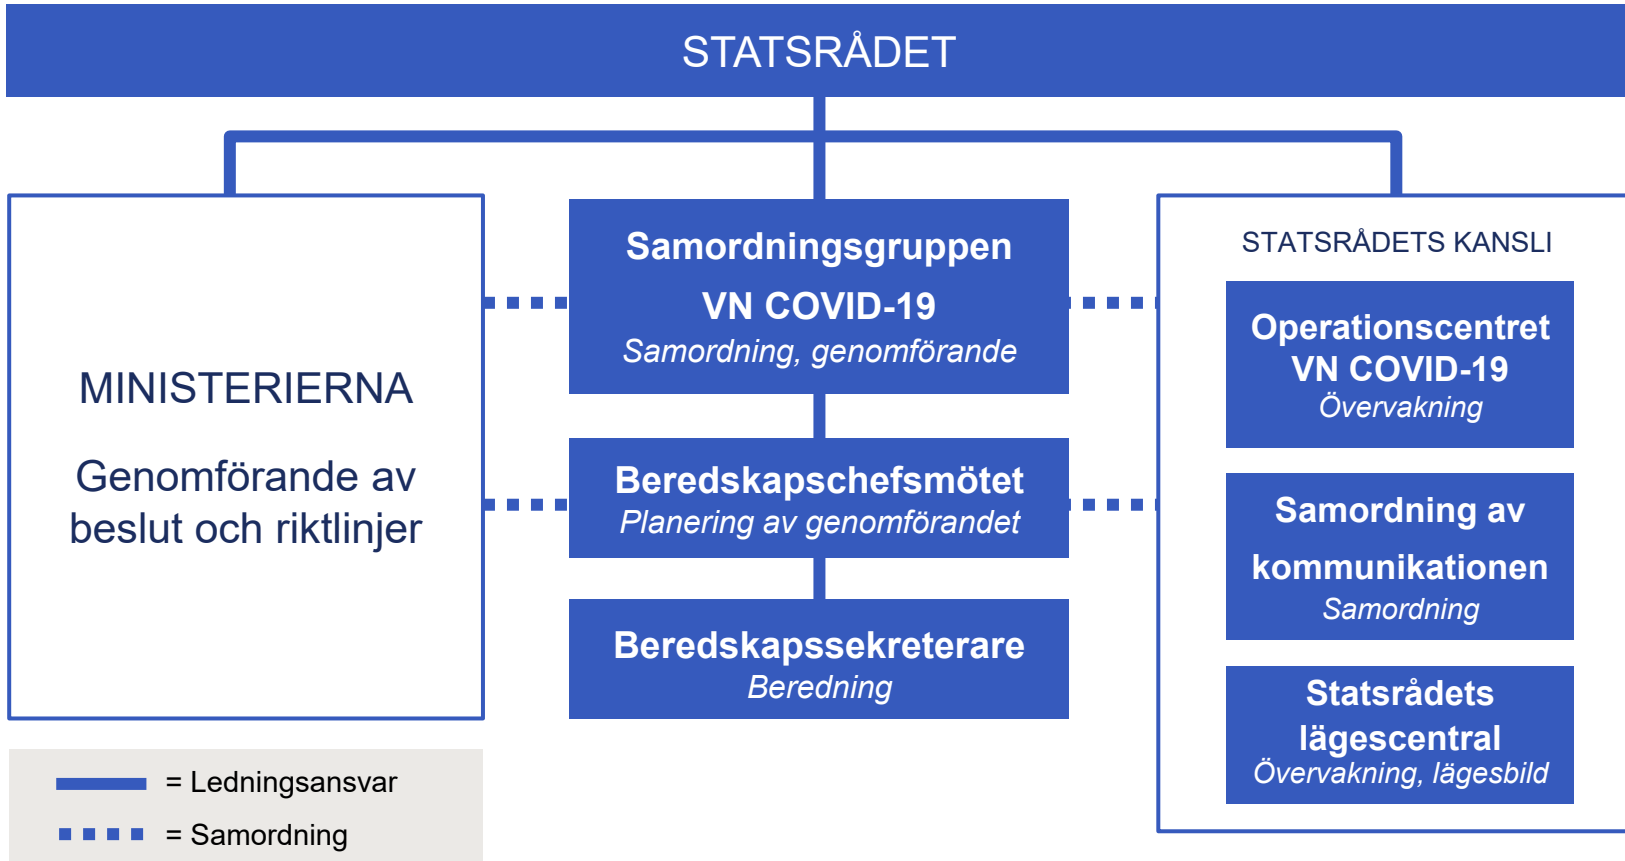 STATSRÅDET
MINISTERIERNA
Genomförande av
beslut och riktlinjer
Samordningsgruppen
VN COVID-19
Samordning, genomförande
Beredskapschefsmötet
Planering av genomförandet
Beredskapssekreterare
Beredning
STATSRÅDETS KANSLI
Operationscentret
VN COVID-19
Övervakning
Samordning av
kommunikationen
Samordning
Statsrådets
lägescentral
Övervakning, lägesbild
= Ledningsansvar
= Samordning